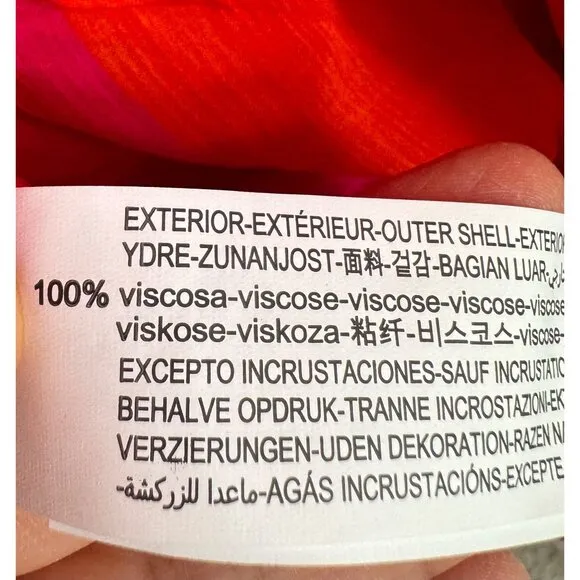 EXTERIOR-EXTÉRIEUR-OUTER SHELL-EXTERIOR
YDRE-ZUNANJOST-面料-겉감-BAGIAN LUAR-
100% viscosa-viscose-viscose-viscose-viscose
viskose-viskoza-粘纤-비스코스-viscose-
EXCEPTO INCRUSTACIONES-SAUF INCRUSTATIO
BEHALVE OPDRUK-TRANNE INCROSTAZIONI-EK
VERZIERUNGEN-UDEN DEKORATION-RAZEN NA
-ماعدا للزركشة-AGÁS INCRUSTACIÓNS-EXCEPTE